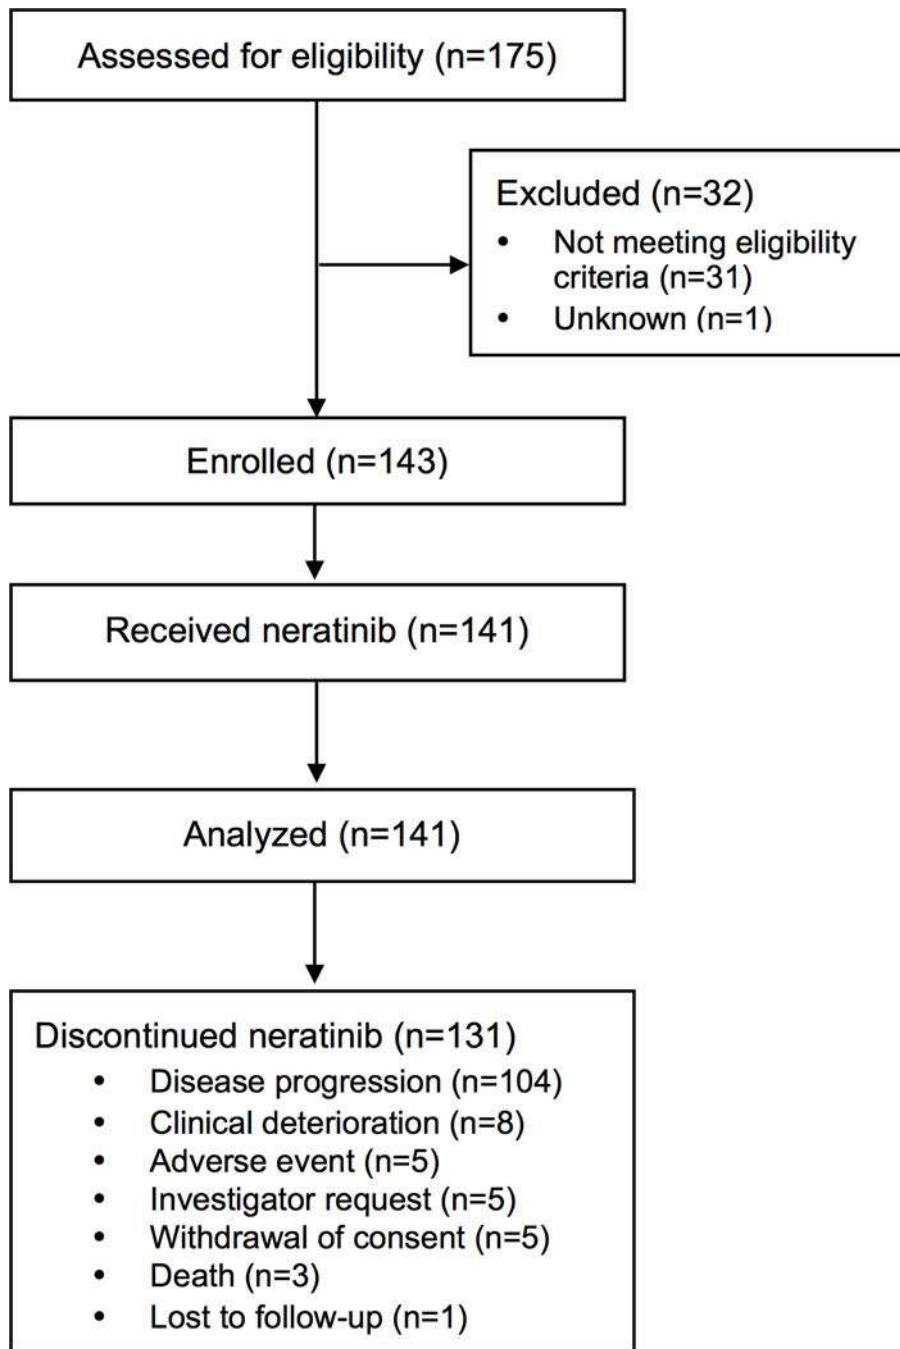 Assessed for eligibility (n=175)
Excluded (n=32)
• Not meeting eligibility
criteria (n=31)
• Unknown (n=1)
Enrolled (n=143)
Received neratinib (n=141)
Analyzed (n=141)
Discontinued neratinib (n=131)
• Disease progression (n=104)
• Clinical deterioration (n=8)
• Adverse event (n=5)
• Investigator request (n=5)
• Withdrawal of consent (n=5)
• Death (n=3)
• Lost to follow-up (n=1)